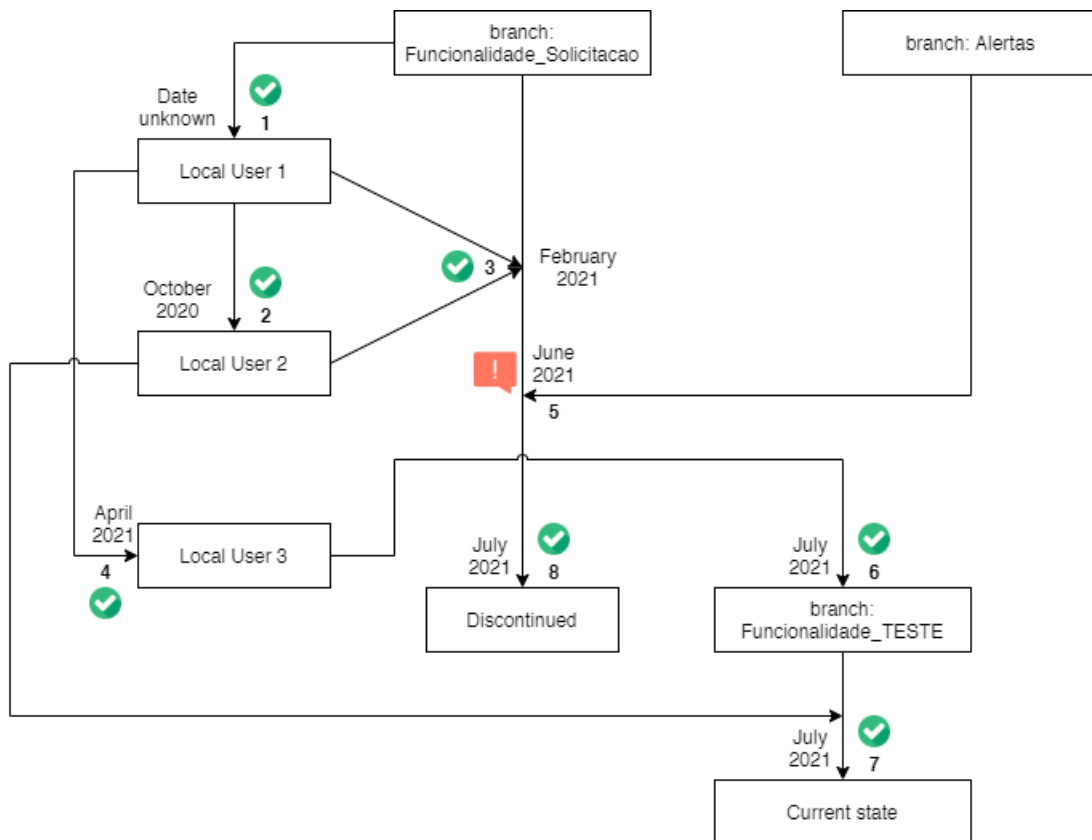 branch:
Funcionalidade_Solicitacao
branch: Alertas
Date
unknown
1
Local User 1
February
2021
3
October
2020
2
Local User 2
June
2021
!
5
April
2021
4
Local User 3
July
2021
8
July
2021
6
Discontinued
branch:
Funcionalidade_TESTE
July
2021
7
Current state